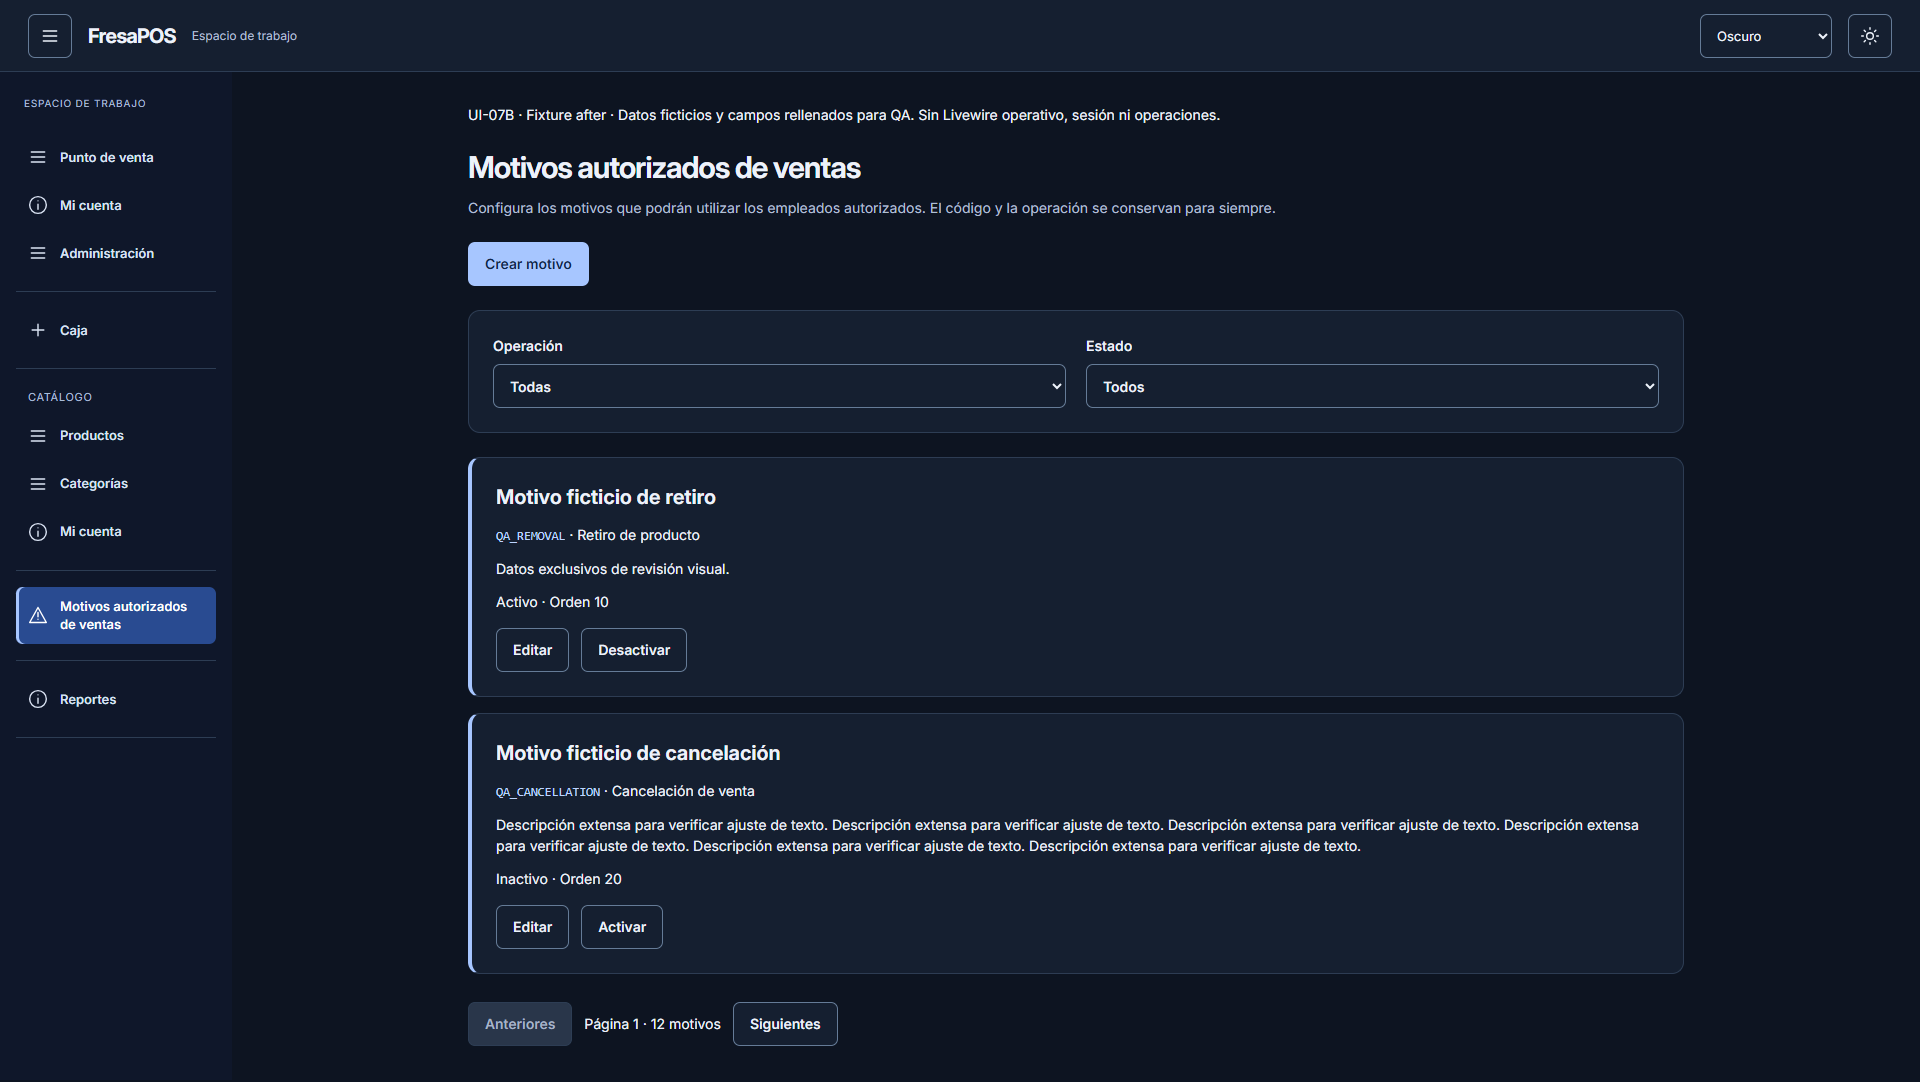 FresaPOS
Espacio de trabajo
Oscuro
ESPACIO DE TRABAJO
Punto de venta
Mi cuenta
Administración
Caja
CATÁLOGO
Productos
Categorías
Mi cuenta
Motivos autorizados
de ventas
Reportes
UI-07B · Fixture after · Datos ficticios y campos rellenados para QA. Sin Livewire operativo, sesión ni operaciones.
Motivos autorizados de ventas
Configura los motivos que podrán utilizar los empleados autorizados. El código y la operación se conservan para siempre.
Crear motivo
Operación
Estado
Todas
Todos
Motivo ficticio de retiro
QA_REMOVAL · Retiro de producto
Datos exclusivos de revisión visual.
Activo · Orden 10
Editar
Desactivar
Motivo ficticio de cancelación
QA_CANCELLATION · Cancelación de venta
Descripción extensa para verificar ajuste de texto. Descripción extensa para verificar ajuste de texto. Descripción extensa para verificar ajuste de texto. Descripción extensa
para verificar ajuste de texto. Descripción extensa para verificar ajuste de texto. Descripción extensa para verificar ajuste de texto.
Inactivo · Orden 20
Editar
Activar
Anteriores
Página 1 · 12 motivos
Siguientes